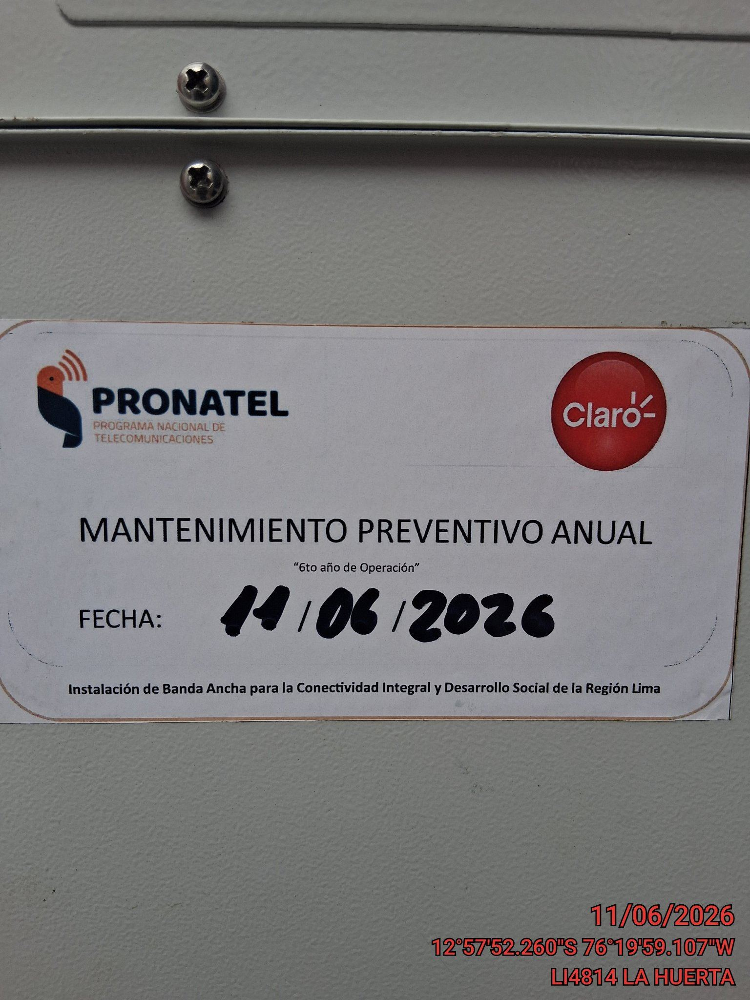 PRONATEL
PROGRAMA NACIONAL DE
TELECOMUNICACIONES
Claro
MANTENIMIENTO PREVENTIVO ANUAL
“6to año de Operación”
FECHA: 11/06/2026
Instalación de Banda Ancha para la Conectividad Integral y Desarrollo Social de la Región Lima
11/06/2026
12°57'52.260"S 76°19'59.107"W
LI4814 LA HUERTA